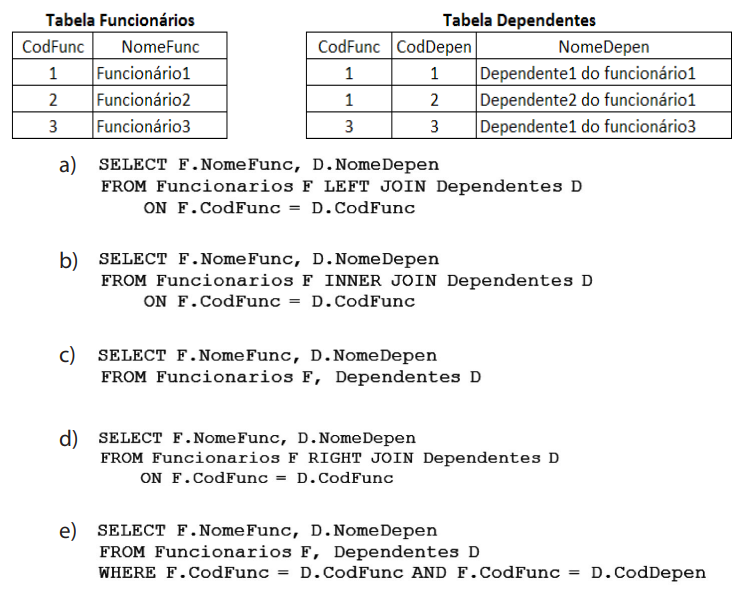 Tabela Funcionários
CodFunc NomeFunc
1 Funcionário1
2 Funcionário2
3 Funcionário3
Tabela Dependentes
CodFunc CodDepen NomeDepen
1 1 Dependente1 do funcionário1
1 2 Dependente2 do funcionário1
3 3 Dependente1 do funcionário3
a) SELECT F.NomeFunc, D.NomeDepen
FROM Funcionarios F LEFT JOIN Dependentes D
ON F.CodFunc = D.CodFunc
b) SELECT F.NomeFunc, D.NomeDepen
FROM Funcionarios F INNER JOIN Dependentes D
ON F.CodFunc = D.CodFunc
c) SELECT F.NomeFunc, D.NomeDepen
FROM Funcionarios F, Dependentes D
d) SELECT F.NomeFunc, D.NomeDepen
FROM Funcionarios F RIGHT JOIN Dependentes D
ON F.CodFunc = D.CodFunc
e) SELECT F.NomeFunc, D.NomeDepen
FROM Funcionarios F, Dependentes D
WHERE F.CodFunc = D.CodFunc AND F.CodFunc = D.CodDepen